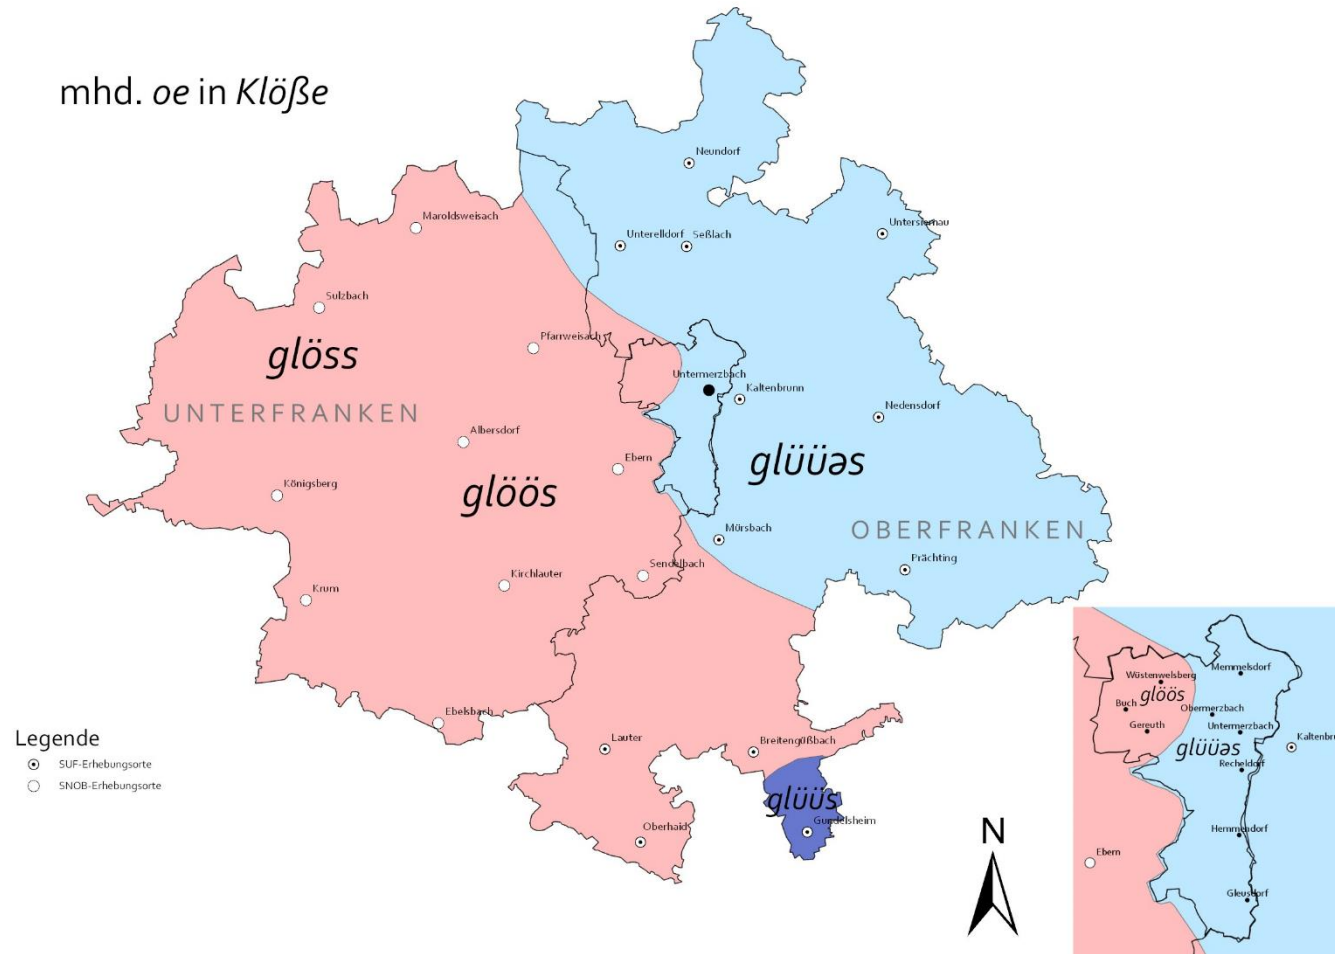 mhd. oe in Klöße
Neundorf
Maroldsweisach
Untersiemau
Unterelldorf
Seßlach
Sulzbach
Pfarrweisach
glöss
Untermerzbach
Kaltenbrunn
UNTERFRANKEN
Nedensdorf
Albersdorf
Ebern
glüüəs
Königsberg
glöös
Mürsbach
OBERFRANKEN
Prächting
Sendelbach
Kirchlauter
Krum
Ebelsbach
Lauter
Breitengüßbach
glüüs
Gundelsheim
Oberhaid
Legende
SUF-Erhebungsorte
SNOB-Erhebungsorte
N
Memmelsdorf
Wüstenwelsberg
glöös
Buch
Obermerzbach
Gereuth
Untermerzbach
glüüəs
Kaltenbru
Recheldorf
Hemmendorf
Ebern
Gleusdorf